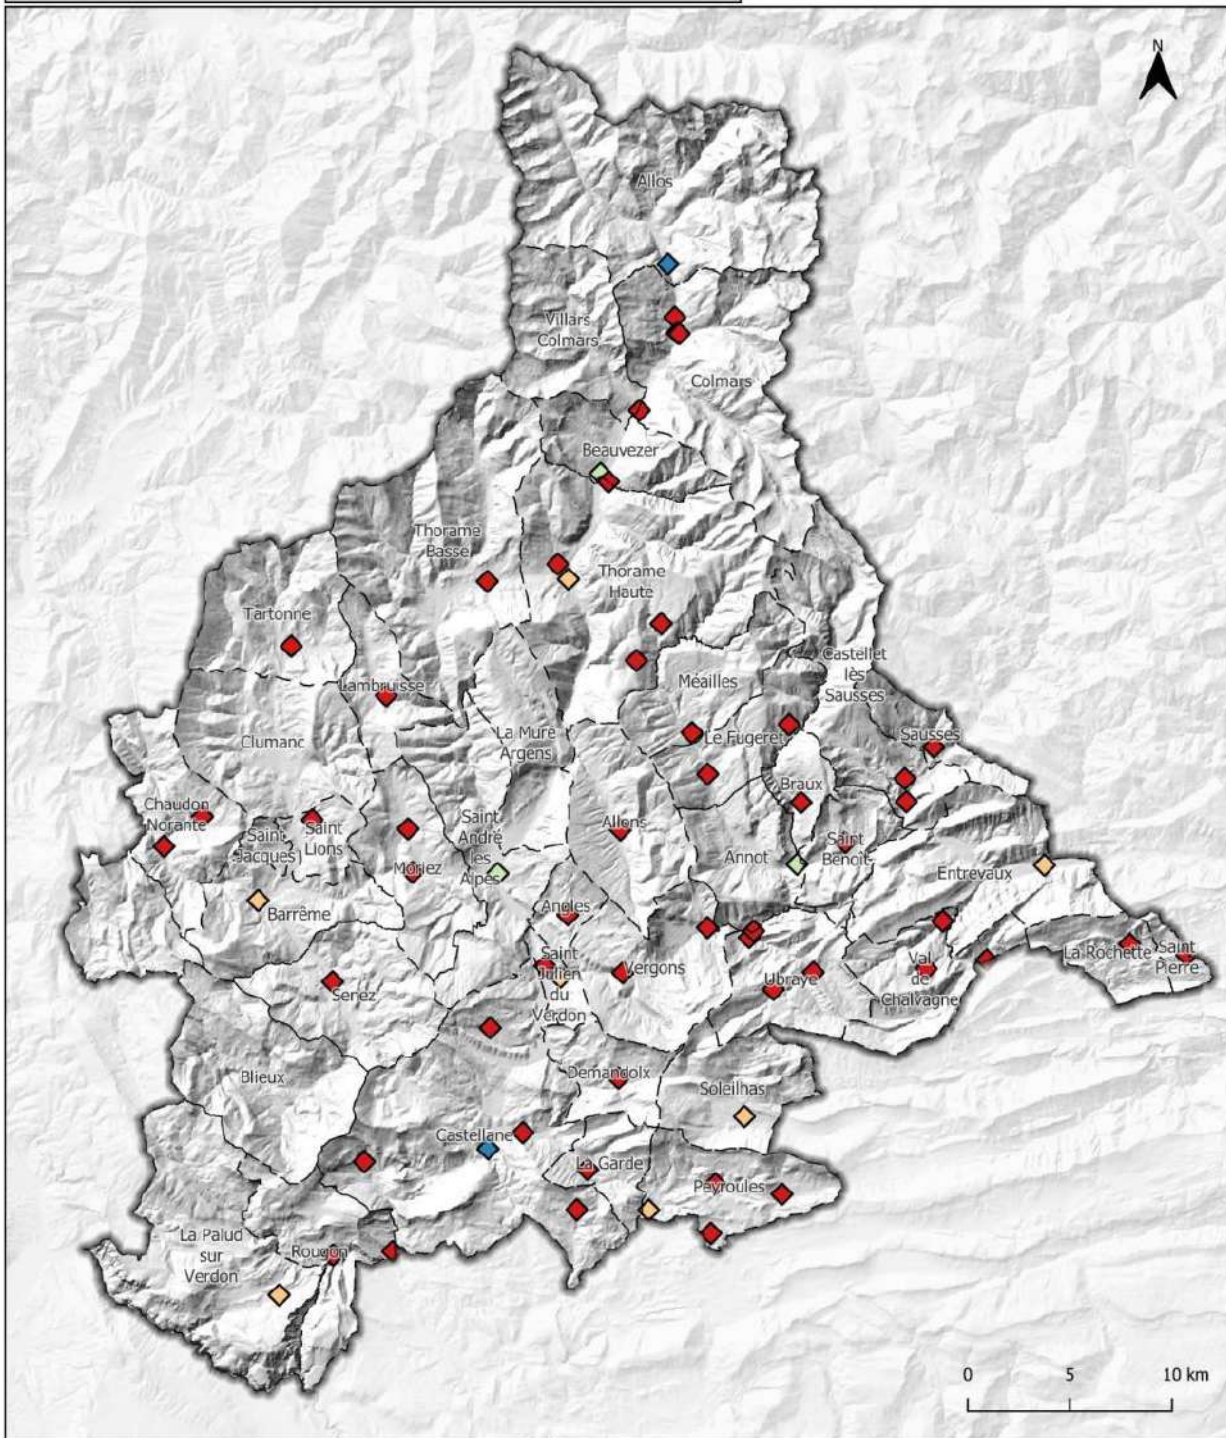 N
Allos
Villars
Colmars
Colmars
Beauvezer
Thorame
Basse
Thorame
Haute
Tartonne
Castellet
lès
Sausses
Méailles
Lambruisse
La Mure
Argens
Clumanc
Le Fugeret
Sausses
Braux
Chaudon
Norante
Saint
Jacques
Saint
Lions
Saint
André
les
Alpes
Allons
Moriez
Annot
Saint
Benoît
Entrevaux
Barrême
Angles
Saint
Julien
du
Verdon
Vergons
Ubraye
Val
de
Chalvagne
La Rochette
Saint
Pierre
Senez
Blieux
Demandolx
Soleilhas
Castellane
La Garde
Peyroules
La Palud
sur
Verdon
Rougon
0 5 10 km